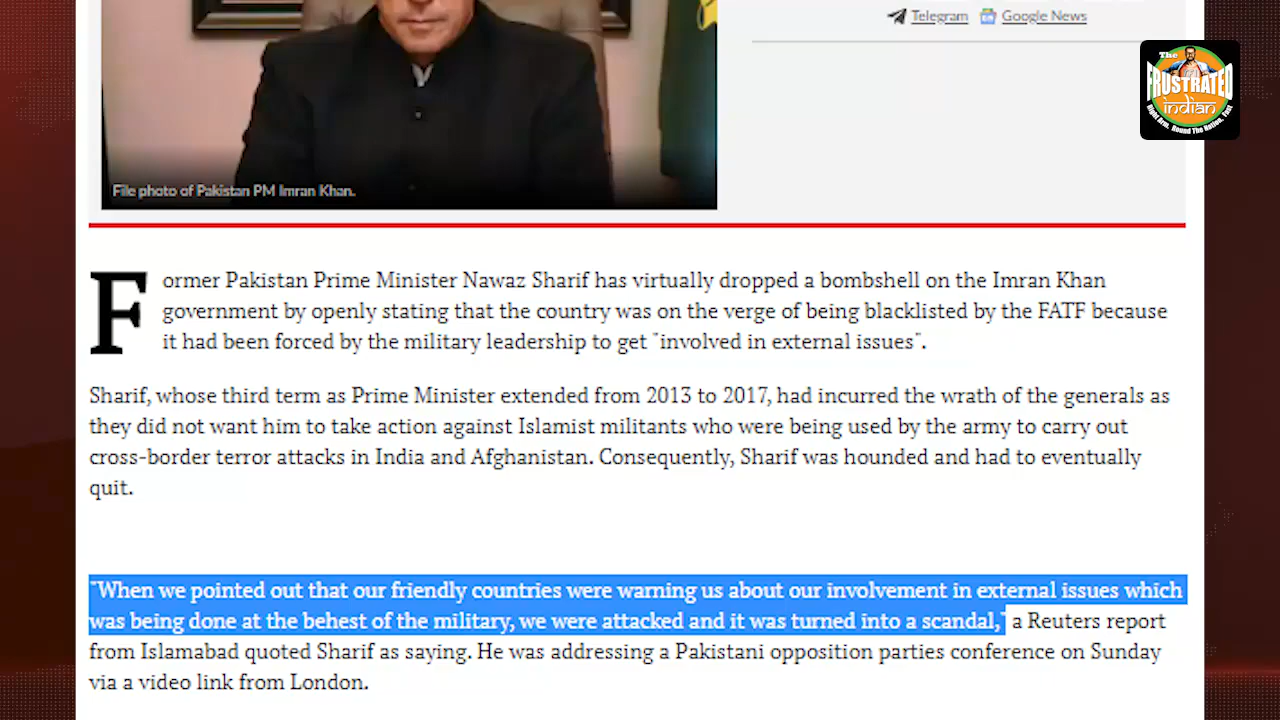 Telegram Google News
The
FRUSTRATED
indian
Right Arm, Round The Nation, Fast
File photo of Pakistan PM Imran Khan.
Former Pakistan Prime Minister Nawaz Sharif has virtually dropped a bombshell on the Imran Khan
government by openly stating that the country was on the verge of being blacklisted by the FATF because
it had been forced by the military leadership to get "involved in external issues".
Sharif, whose third term as Prime Minister extended from 2013 to 2017, had incurred the wrath of the generals as
they did not want him to take action against Islamist militants who were being used by the army to carry out
cross-border terror attacks in India and Afghanistan. Consequently, Sharif was hounded and had to eventually
quit.
"When we pointed out that our friendly countries were warning us about our involvement in external issues which
was being done at the behest of the military, we were attacked and it was turned into a scandal," a Reuters report
from Islamabad quoted Sharif as saying. He was addressing a Pakistani opposition parties conference on Sunday
via a video link from London.